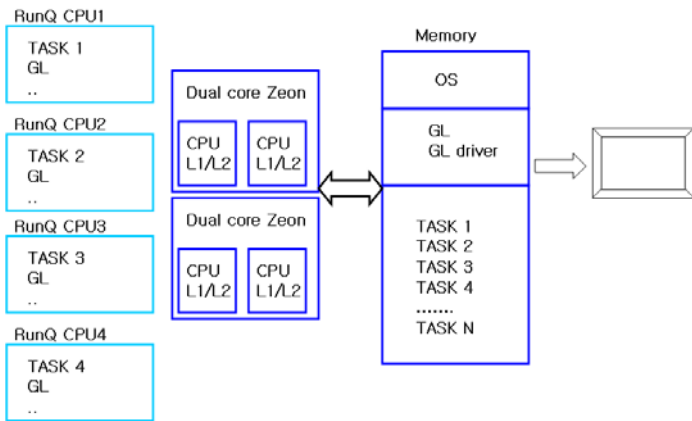 RunQ CPU1
TASK 1
GL
..
RunQ CPU2
TASK 2
GL
..
RunQ CPU3
TASK 3
GL
..
RunQ CPU4
TASK 4
GL
..
Dual core Zeon
CPU
L1/L2
CPU
L1/L2
Dual core Zeon
CPU
L1/L2
CPU
L1/L2
Memory
OS
GL
GL driver
TASK 1
TASK 2
TASK 3
TASK 4
.......
TASK N